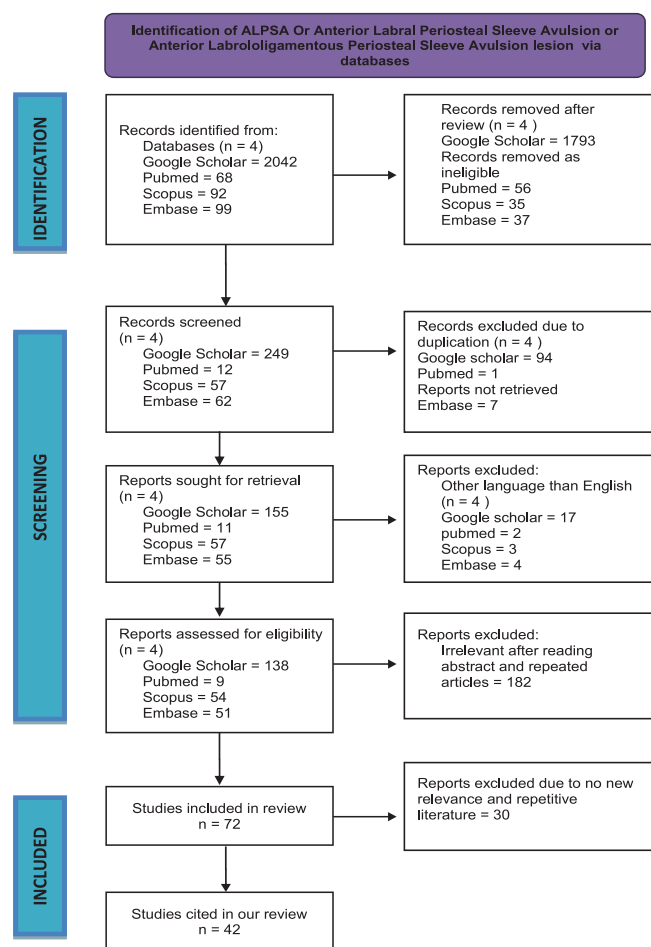 Identification of ALPSA Or Anterior Labral Periosteal Sleeve Avulsion or
Anterior Labrololigamentous Periosteal Sleeve Avulsion lesion via
databases
IDENTIFICATION
Records identified from:
Databases (n = 4)
Google Scholar = 2042
Pubmed = 68
Scopus = 92
Embase = 99
Records removed after
review (n = 4 )
Google Scholar = 1793
Records removed as
ineligible
Pubmed = 56
Scopus = 35
Embase = 37
SCREENING
Records screened
(n = 4)
Google Scholar = 249
Pubmed = 12
Scopus = 57
Embase = 62
Records excluded due to
duplication (n = 4 )
Google scholar = 94
Pubmed = 1
Reports not retrieved
Embase = 7
Reports sought for retrieval
(n = 4)
Google Scholar = 155
Pubmed = 11
Scopus = 57
Embase = 55
Reports excluded:
Other language than English
(n = 4 )
Google scholar = 17
pubmed = 2
Scopus = 3
Embase = 4
Reports assessed for eligibility
(n = 4)
Google Scholar = 138
Pubmed = 9
Scopus = 54
Embase = 51
Reports excluded:
Irrelevant after reading
abstract and repeated
articles = 182
INCLUDED
Studies included in review
n = 72
Reports excluded due to no new
relevance and repetitive
literature = 30
Studies cited in our review
n = 42